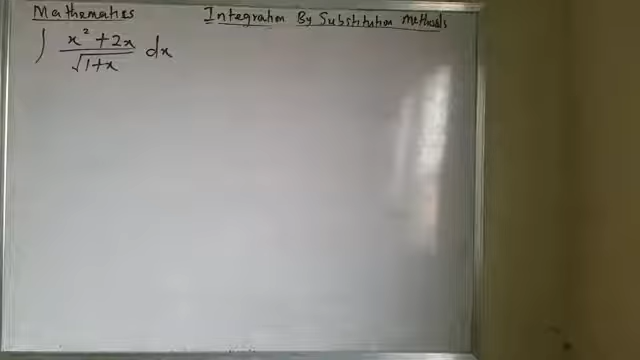 Mathematics
Integration By Substitution Methods
∫ x² + 2x / √1+x dx